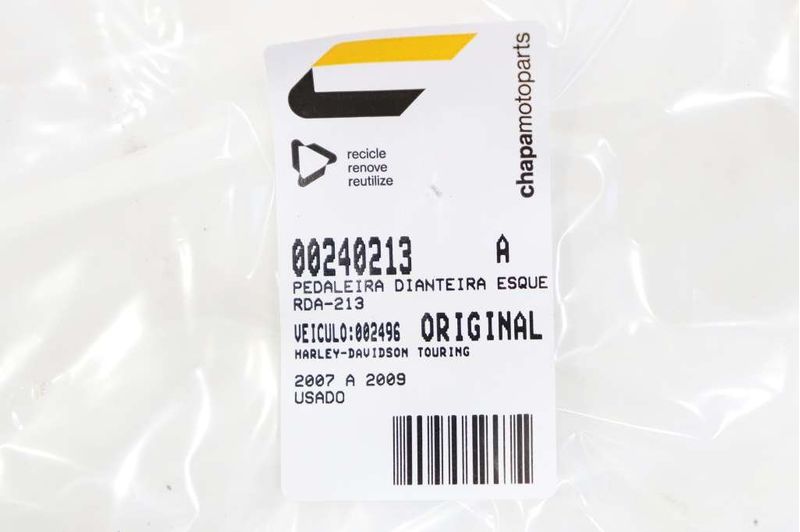 chapamotoparts
recicle
renove
reutilize
00240213 A
PEDALEIRA DIANTEIRA ESQUE
RDA-213
VEICULO:002496 ORIGINAL
HARLEY-DAVIDSON TOURING
2007 A 2009
USADO